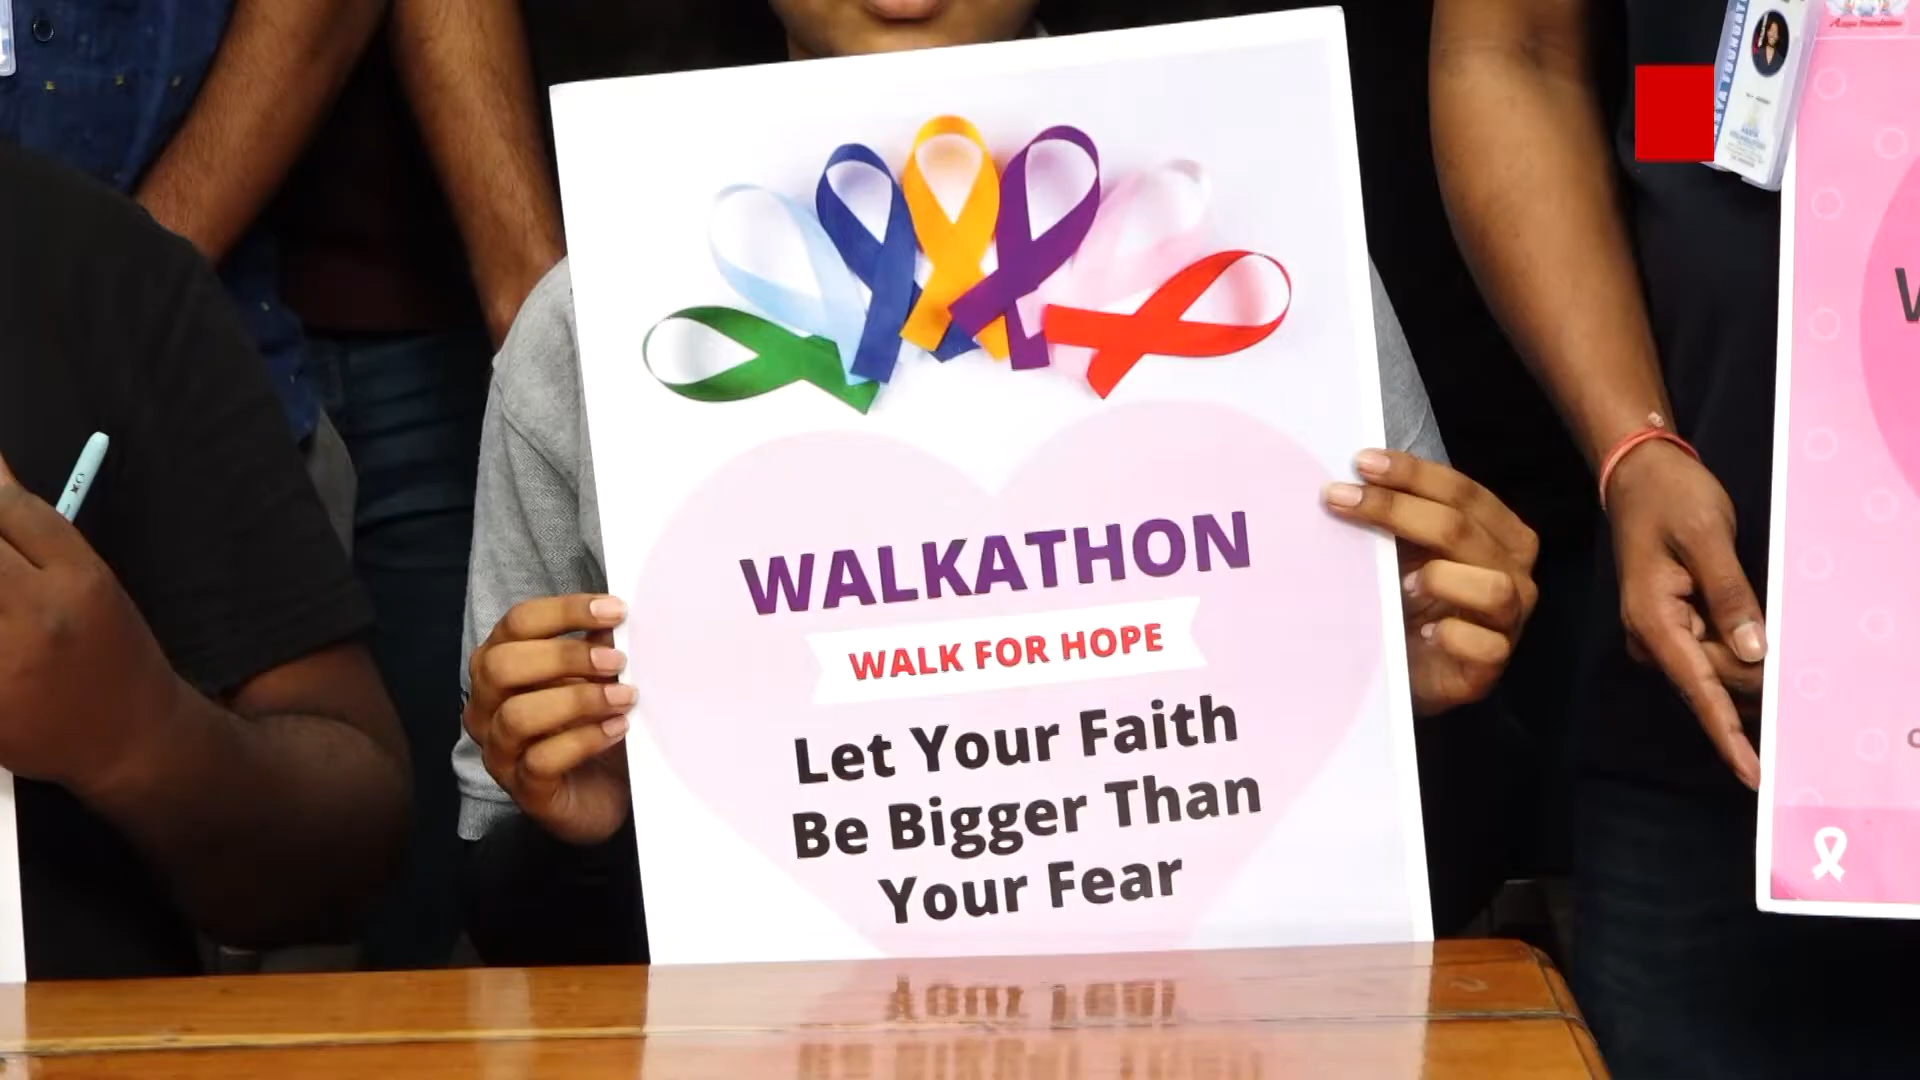 WALKATHON
WALK FOR HOPE
Let Your Faith
Be Bigger Than
Your Fear